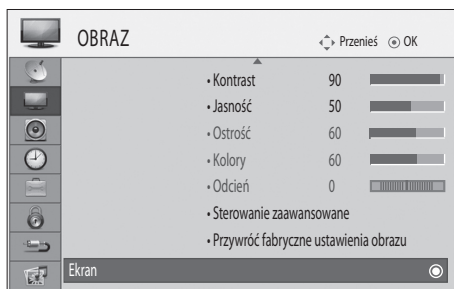 OBRAZ Przenieś OK
• Kontrast 90
• Jasność 50
• Ostrość 60
• Kolory 60
• Odcień 0
• Sterowanie zaawansowane
• Przywróć fabryczne ustawienia obrazu
Ekran